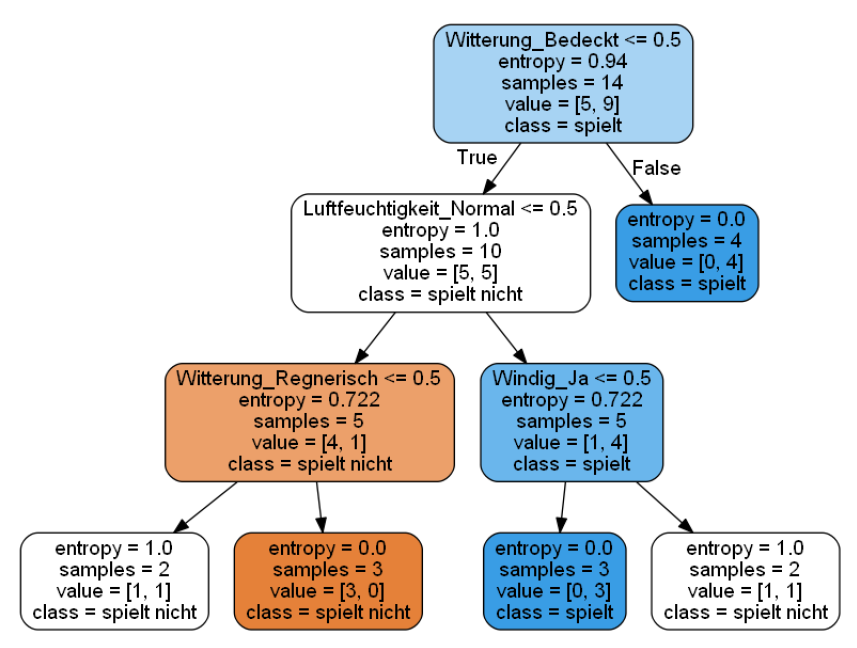 Witterung_Bedeckt <= 0.5
entropy = 0.94
samples = 14
value = [5, 9]
class = spielt
True
False
Luftfeuchtigkeit_Normal <= 0.5
entropy = 1.0
samples = 10
value = [5, 5]
class = spielt nicht
entropy = 0.0
samples = 4
value = [0, 4]
class = spielt
Witterung_Regnerisch <= 0.5
entropy = 0.722
samples = 5
value = [4, 1]
class = spielt nicht
Windig_Ja <= 0.5
entropy = 0.722
samples = 5
value = [1, 4]
class = spielt
entropy = 1.0
samples = 2
value = [1, 1]
class = spielt nicht
entropy = 0.0
samples = 3
value = [3, 0]
class = spielt nicht
entropy = 0.0
samples = 3
value = [0, 3]
class = spielt
entropy = 1.0
samples = 2
value = [1, 1]
class = spielt nicht